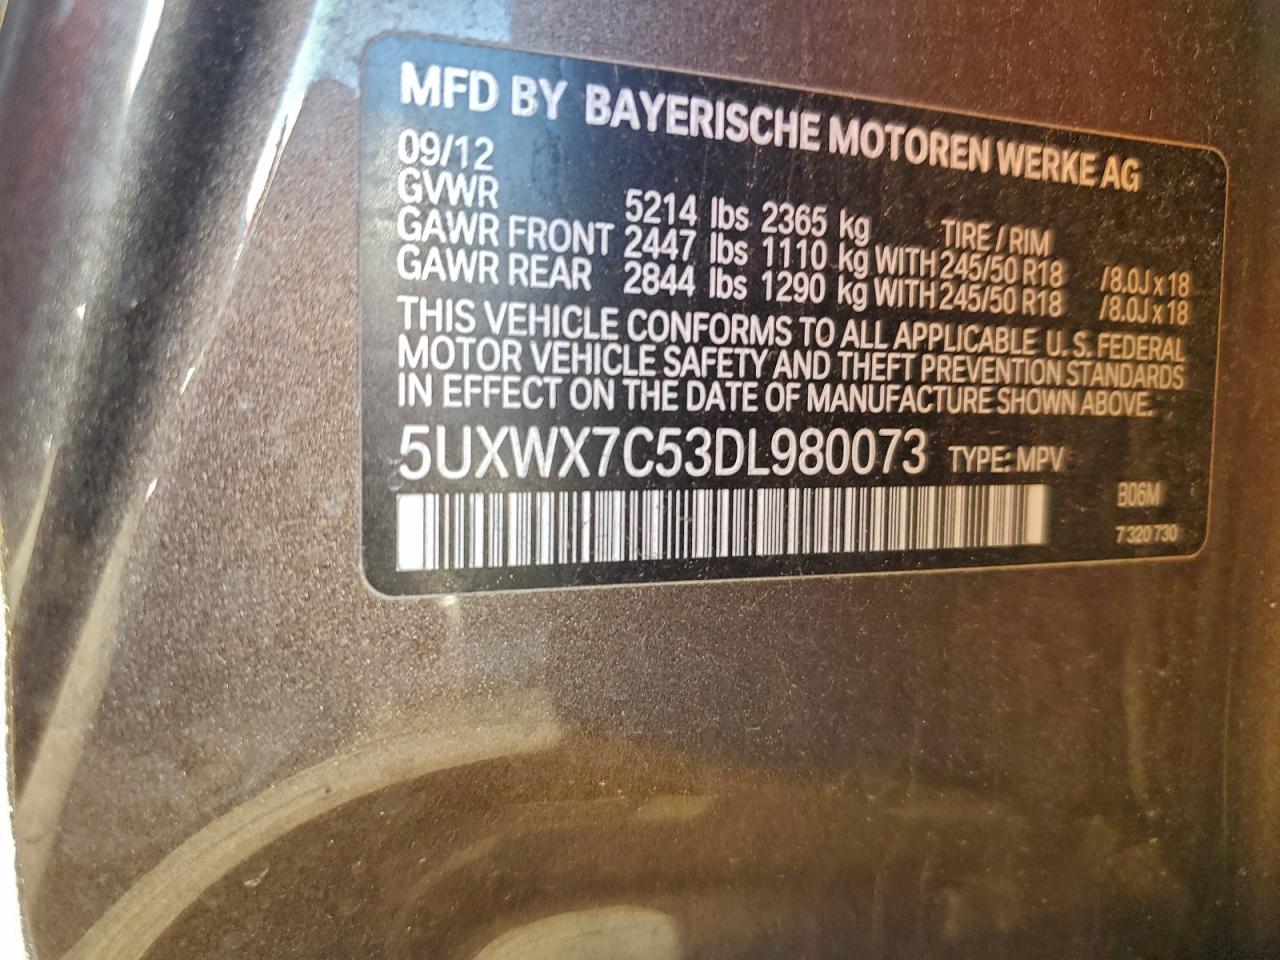 MFD BY BAYERISCHE MOTOREN WERKE AG
09/12
GVWR 5214 lbs 2365 kg TIRE / RIM
GAWR FRONT 2447 lbs 1110 kg WITH 245/50 R18 /8.0J x 18
GAWR REAR 2844 lbs 1290 kg WITH 245/50 R18 /8.0J x 18
THIS VEHICLE CONFORMS TO ALL APPLICABLE U.S. FEDERAL
MOTOR VEHICLE SAFETY AND THEFT PREVENTION STANDARDS
IN EFFECT ON THE DATE OF MANUFACTURE SHOWN ABOVE.
5UXWX7C53DL980073 TYPE: MPV
B06M
7 320 730